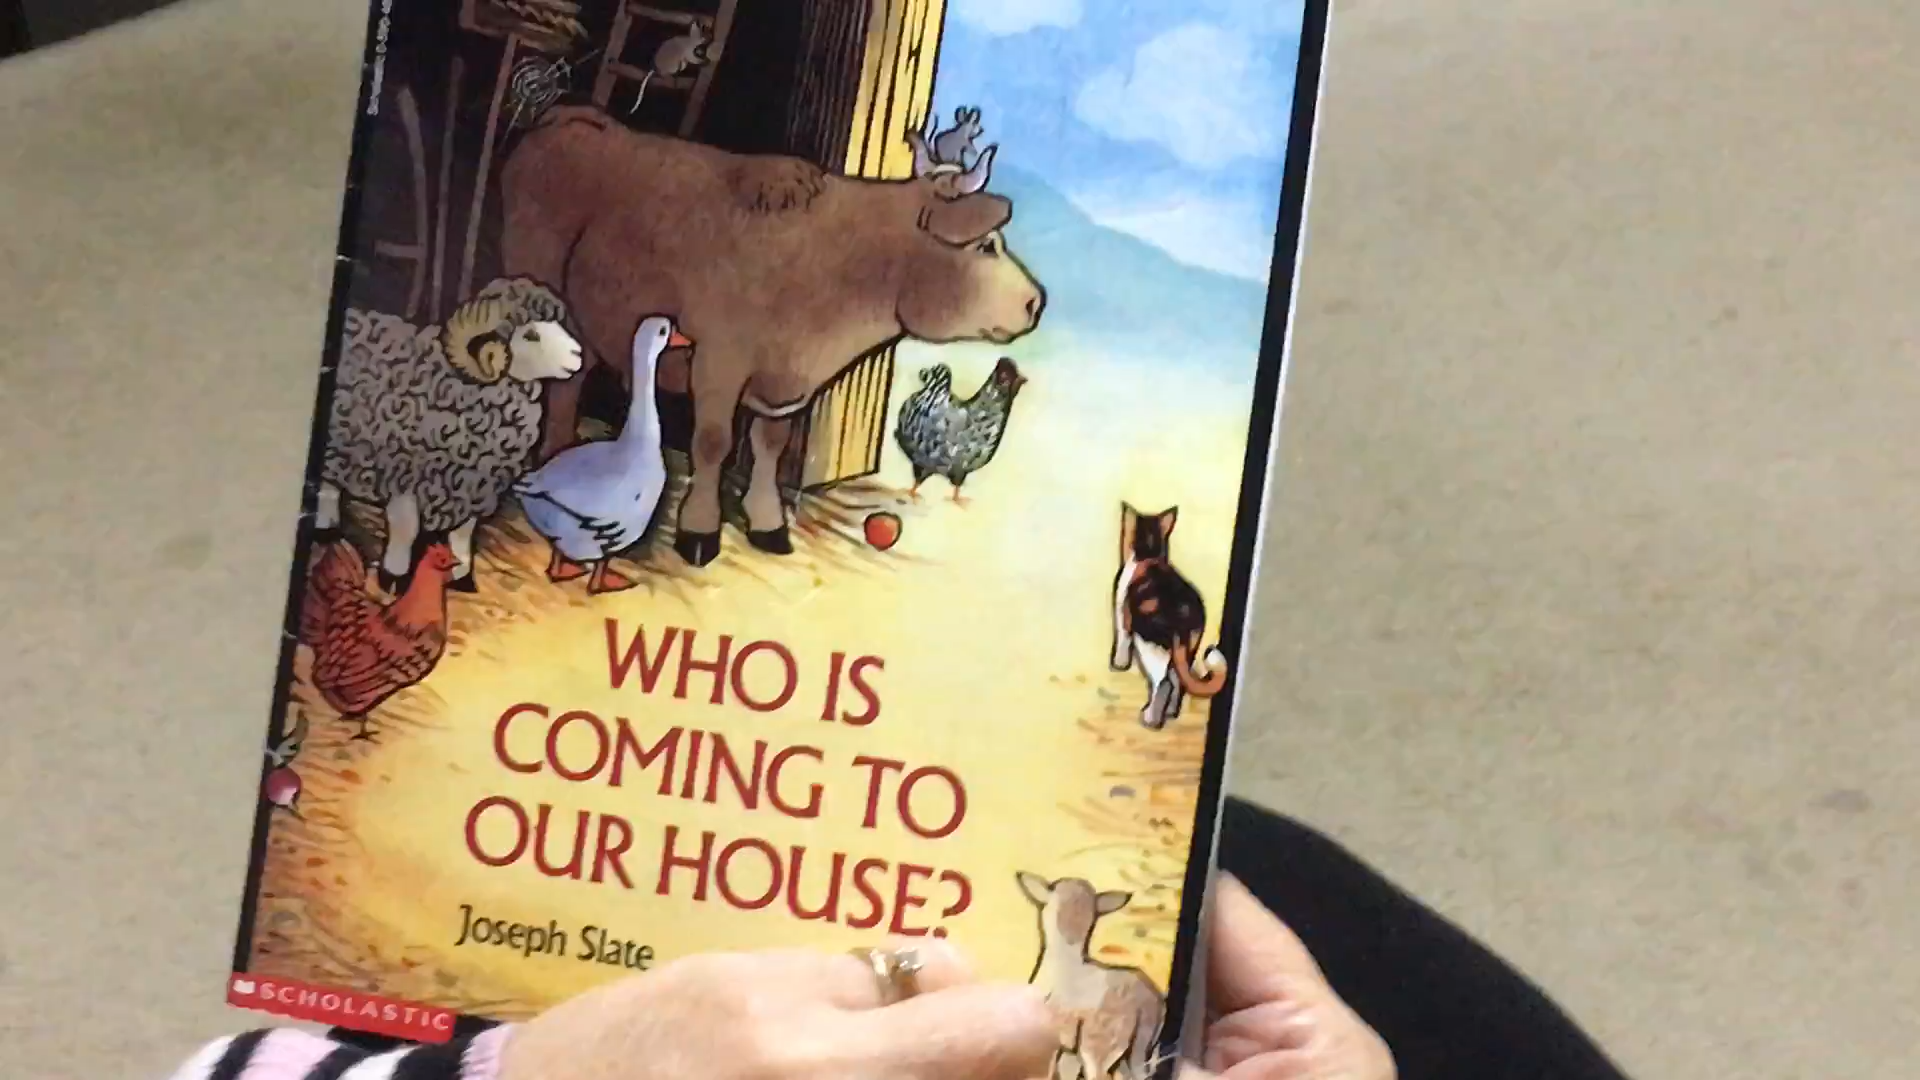 WHO IS
COMING TO
OUR HOUSE?
Joseph Slate
SCHOLASTIC